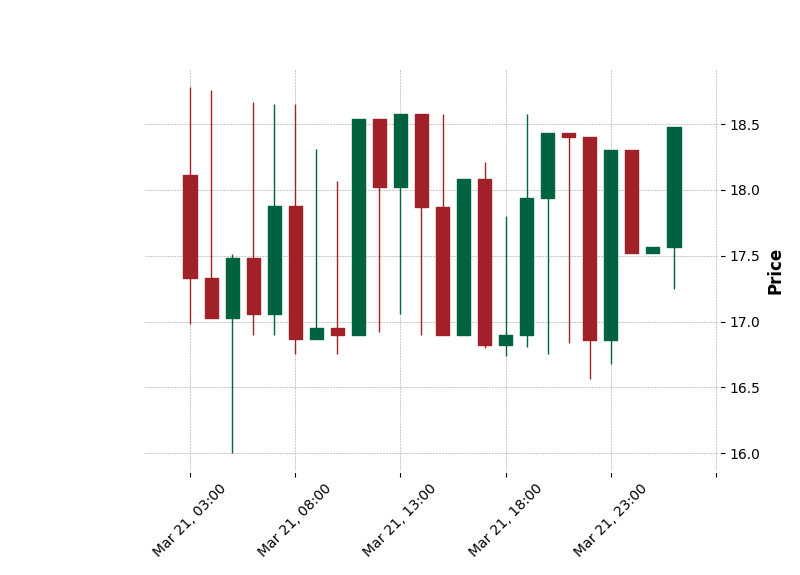 18.5
18.0
17.5
17.0
16.5
16.0
Price
Mar 21, 03:00
Mar 21, 08:00
Mar 21, 13:00
Mar 21, 18:00
Mar 21, 23:00